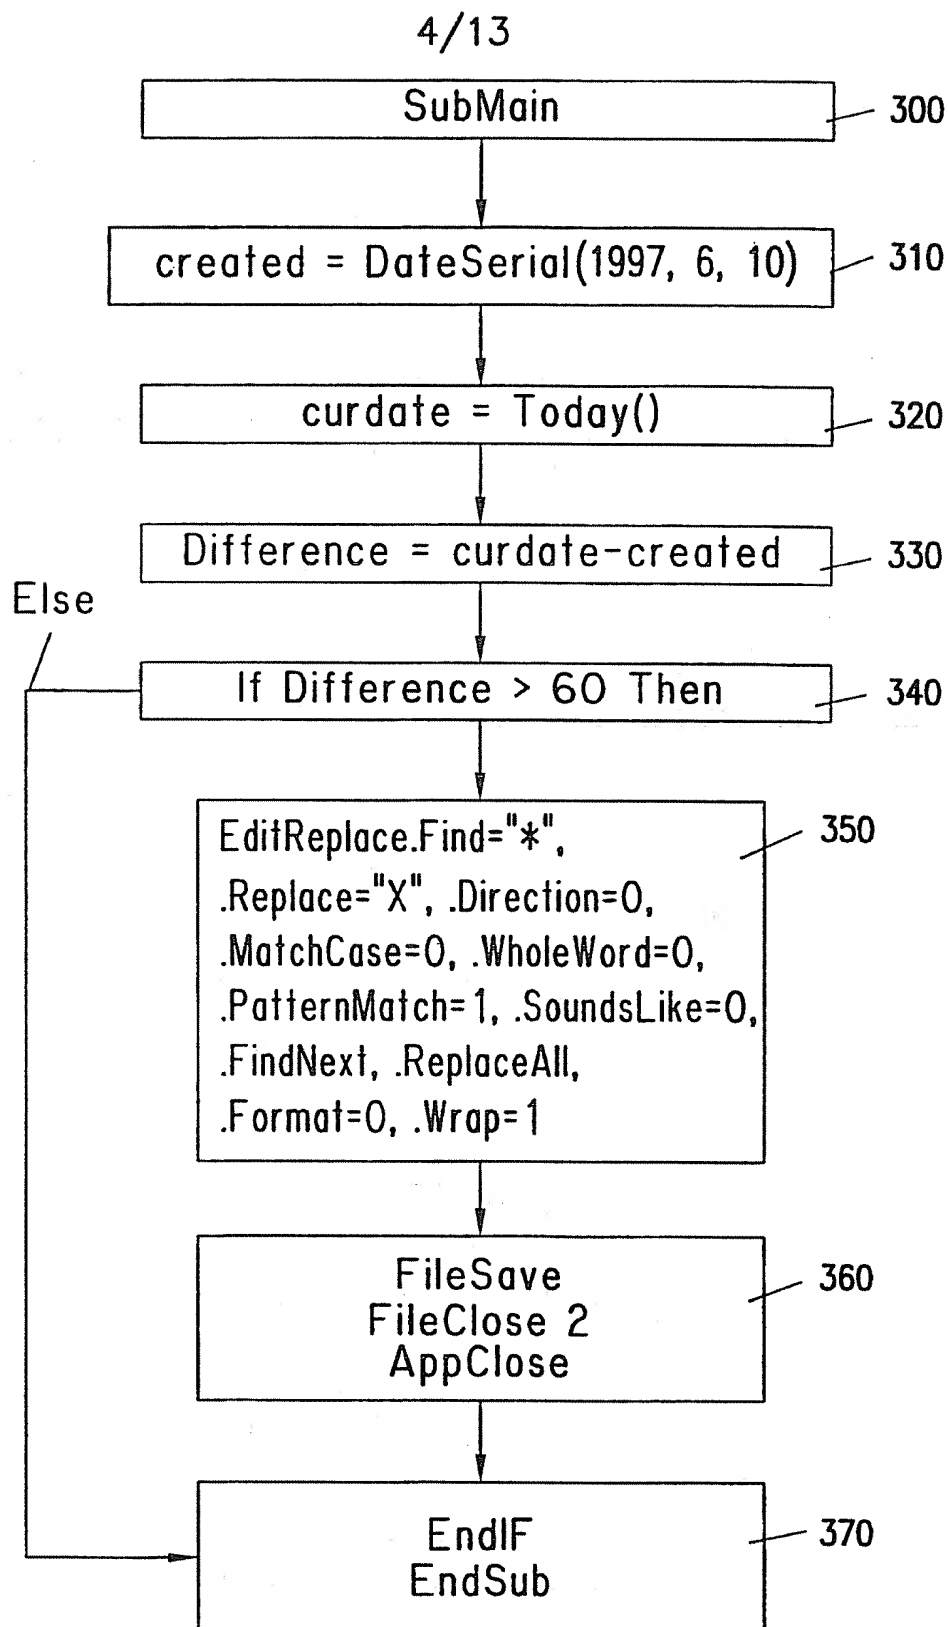 4/13
SubMain
300
created = DateSerial(1997, 6, 10)
310
curdate = Today()
320
Difference = curdate-created
330
Else
If Difference > 60 Then
340
EditReplace.Find="*",
.Replace="X", .Direction=0,
.MatchCase=0, .WholeWord=0,
.PatternMatch=1, .SoundsLike=0,
.FindNext, .ReplaceAll,
.Format=0, .Wrap=1
350
FileSave
FileClose 2
AppClose
360
EndIF
EndSub
370